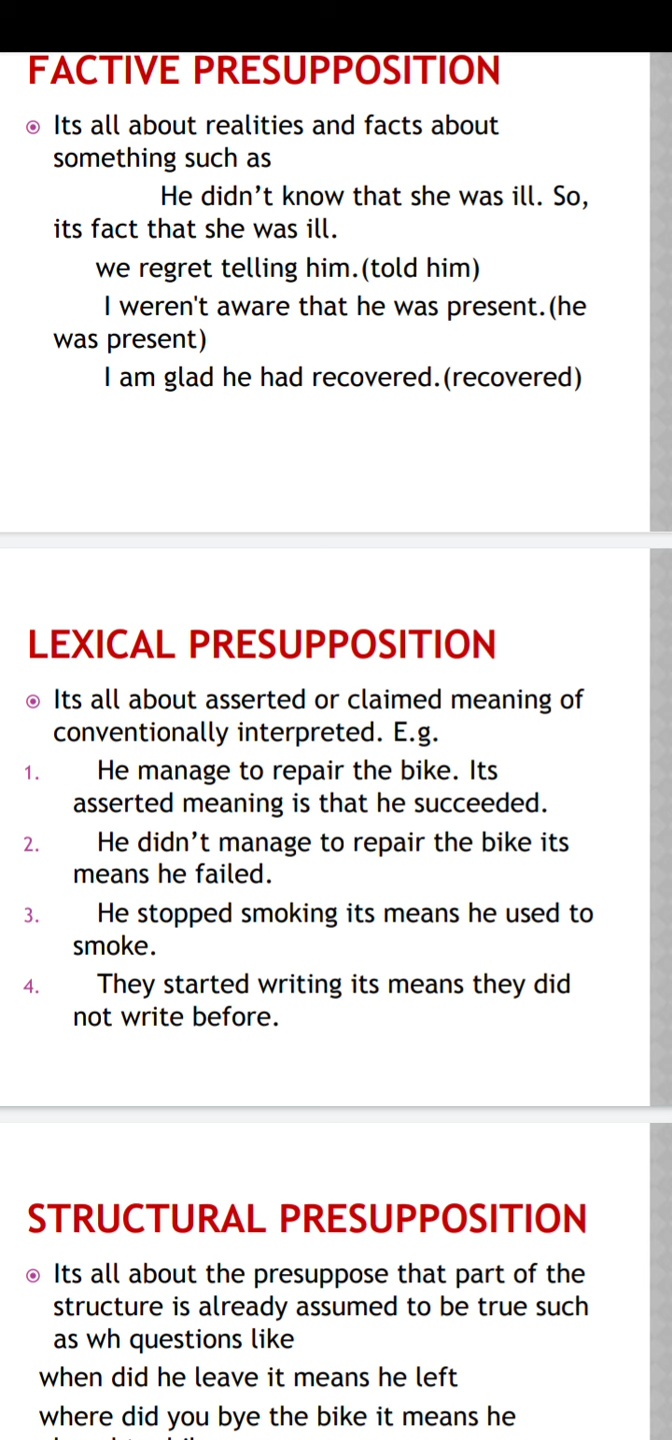 FACTIVE PRESUPPOSITION
Its all about realities and facts about
something such as
He didn’t know that she was ill. So,
its fact that she was ill.
we regret telling him.(told him)
I weren't aware that he was present.(he
was present)
I am glad he had recovered.(recovered)
LEXICAL PRESUPPOSITION
Its all about asserted or claimed meaning of
conventionally interpreted. E.g.
1. He manage to repair the bike. Its
asserted meaning is that he succeeded.
2. He didn’t manage to repair the bike its
means he failed.
3. He stopped smoking its means he used to
smoke.
4. They started writing its means they did
not write before.
STRUCTURAL PRESUPPOSITION
Its all about the presuppose that part of the
structure is already assumed to be true such
as wh questions like
when did he leave it means he left
where did you bye the bike it means he